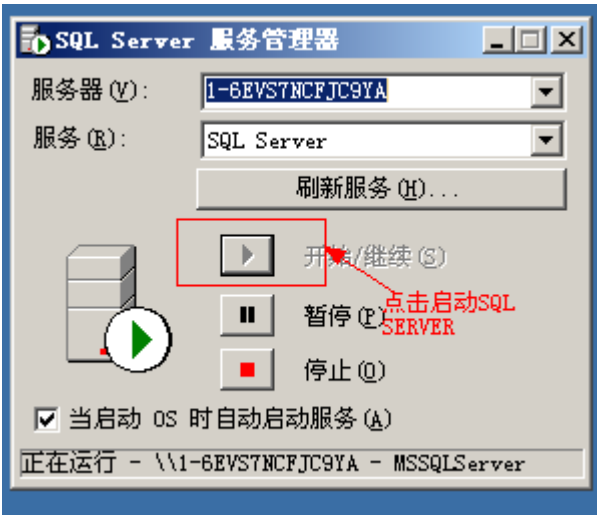 SQL Server 服务管理器
服务器(V): 1-6EVS7NCFJC9YA
服务(R): SQL Server
刷新服务(H)...
开始/继续(S)
点击启动SQL
SERVER
暂停(P)
停止(O)
当启动 OS 时自动启动服务(A)
正在运行 - \\1-6EVS7NCFJC9YA - MSSQLServer